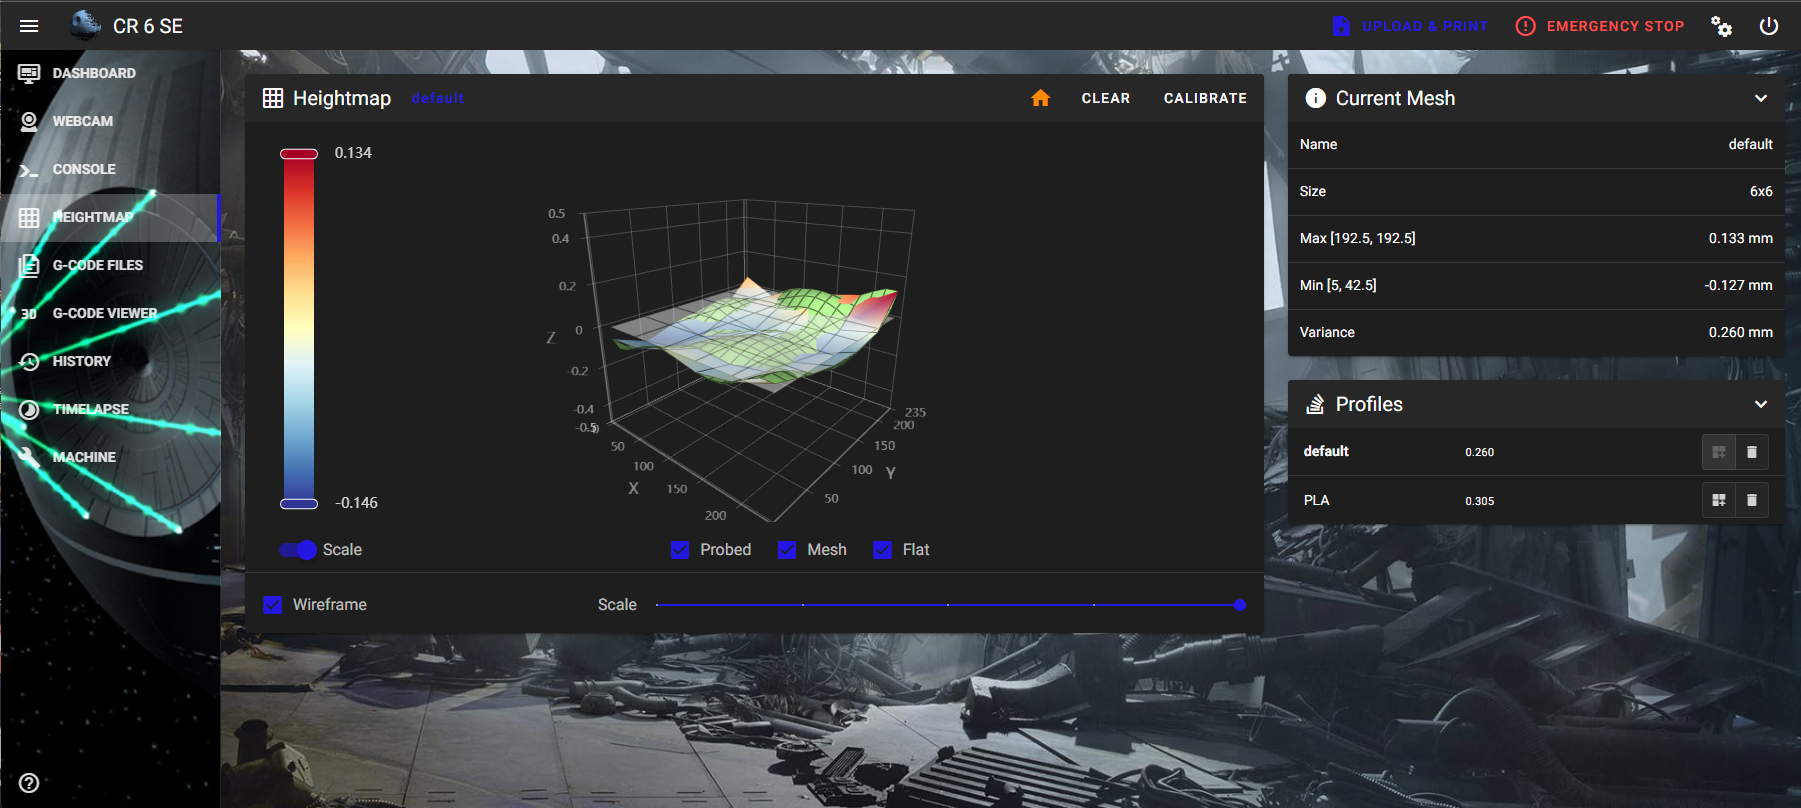 CR 6 SE
UPLOAD & PRINT
EMERGENCY STOP
DASHBOARD
WEBCAM
CONSOLE
HEIGHTMAP
G-CODE FILES
3D G-CODE VIEWER
HISTORY
TIMELAPSE
MACHINE
Heightmap default
CLEAR
CALIBRATE
0.134
-0.146
Scale
0.5
0.4
0.2
Z 0
-0.2
-0.4
-0.5
0
50
100
X 150
200
235
200
150
100 Y
50
Probed Mesh Flat
Wireframe
Scale
Current Mesh
Name default
Size 6x6
Max [192.5, 192.5] 0.133 mm
Min [5, 42.5] -0.127 mm
Variance 0.260 mm
Profiles
default 0.260
PLA 0.305